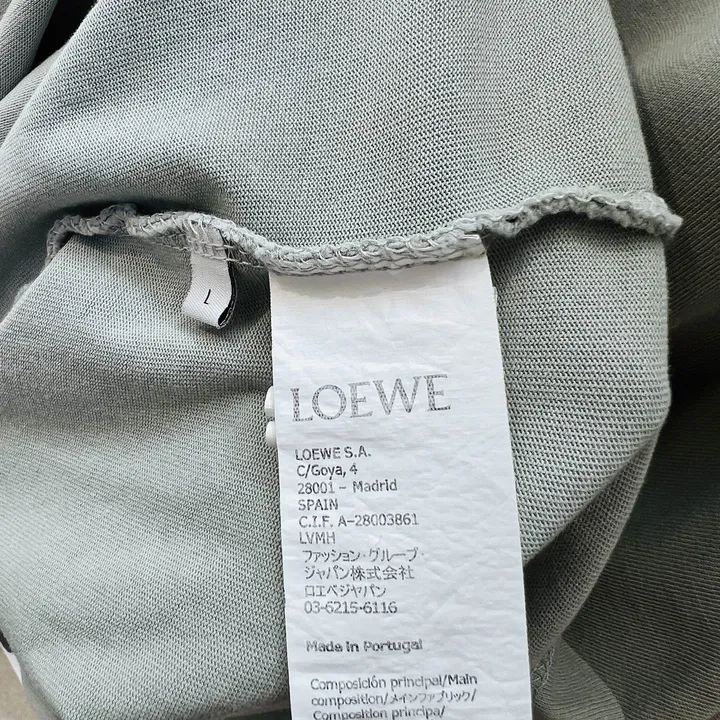 L
LOEWE
LOEWE S.A.
C/Goya, 4
28001 – Madrid
SPAIN
C.I.F. A-28003861
LVMH
ファッション・グループ・
ジャパン株式会社
ロエベジャパン
03-6215-6116
Made in Portugal
Composición principal/Main
composition/メインファブリック/
Composition principa/